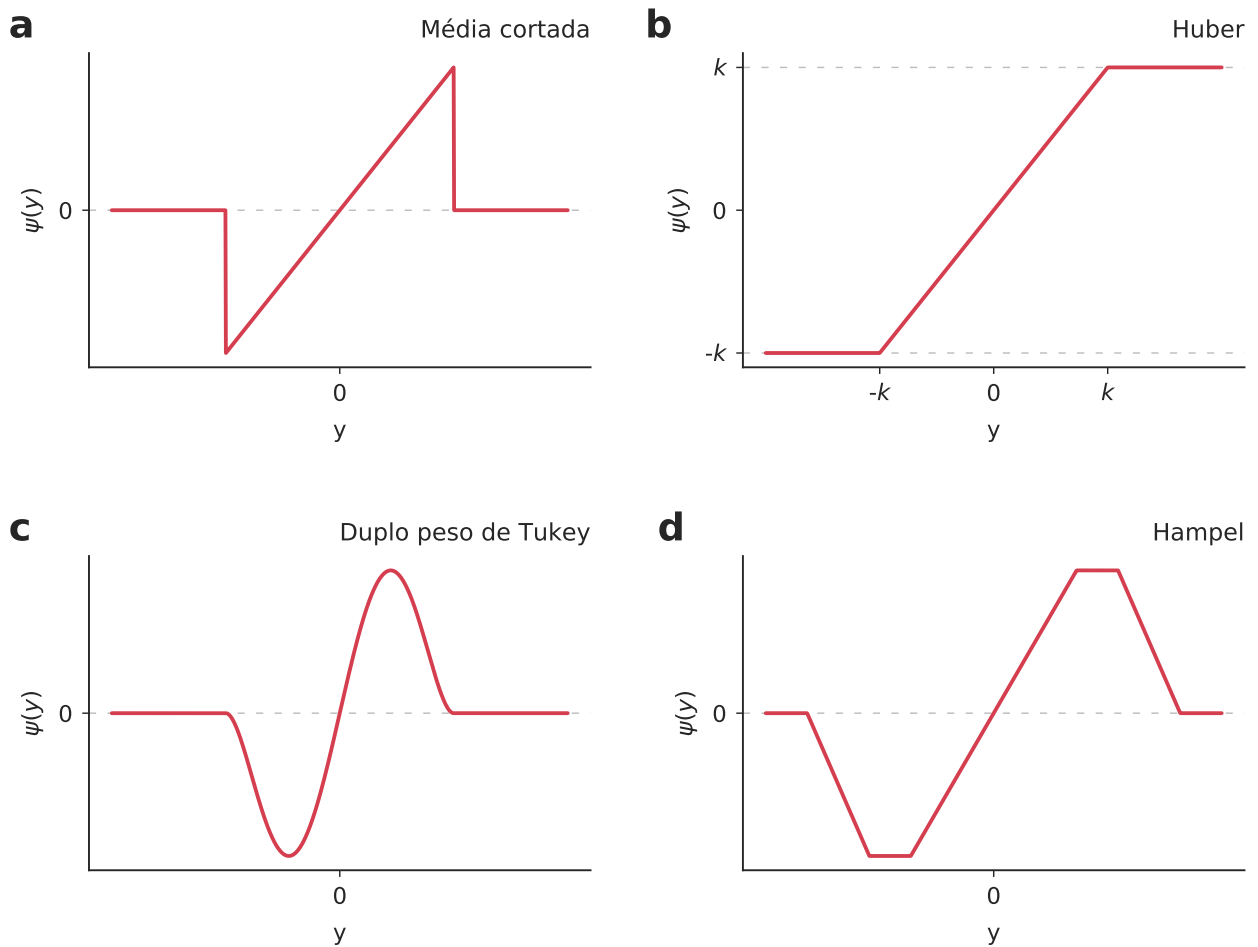 a
Média cortada
ψ(y)
0
0
y
b
Huber
ψ(y)
k
0
-k
-k 0 k
y
c
Duplo peso de Tukey
ψ(y)
0
0
y
d
Hampel
ψ(y)
0
0
y